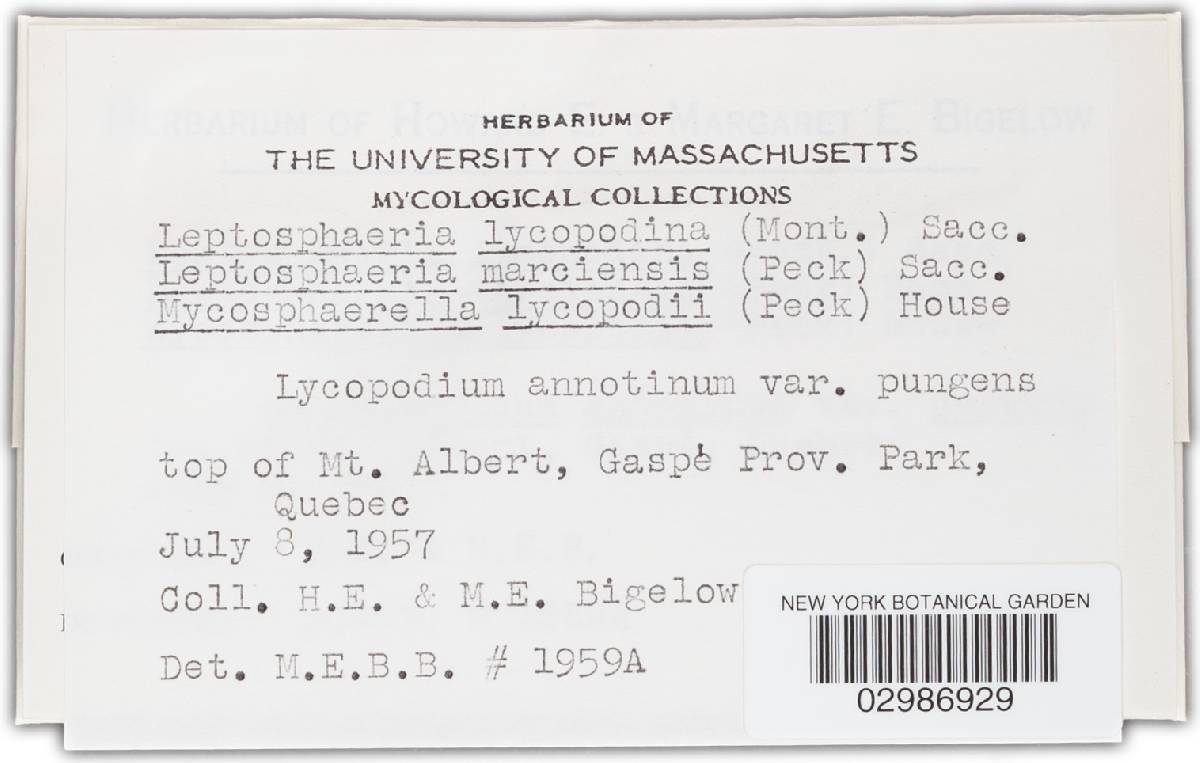 HERBARIUM OF
THE UNIVERSITY OF MASSACHUSETTS
MYCOLOGICAL COLLECTIONS
Leptosphaeria lycopodina (Mont.) Sacc.
Leptosphaeria marciensis (Peck) Sacc.
Mycosphaerella lycopodii (Peck) House
Lycopodium annotinum var. pungens
top of Mt. Albert, Gaspé Prov. Park,
Quebec
July 8, 1957
Coll. H.E. & M.E. Bigelow
Det. M.E.B.B. # 1959A
NEW YORK BOTANICAL GARDEN
02986929